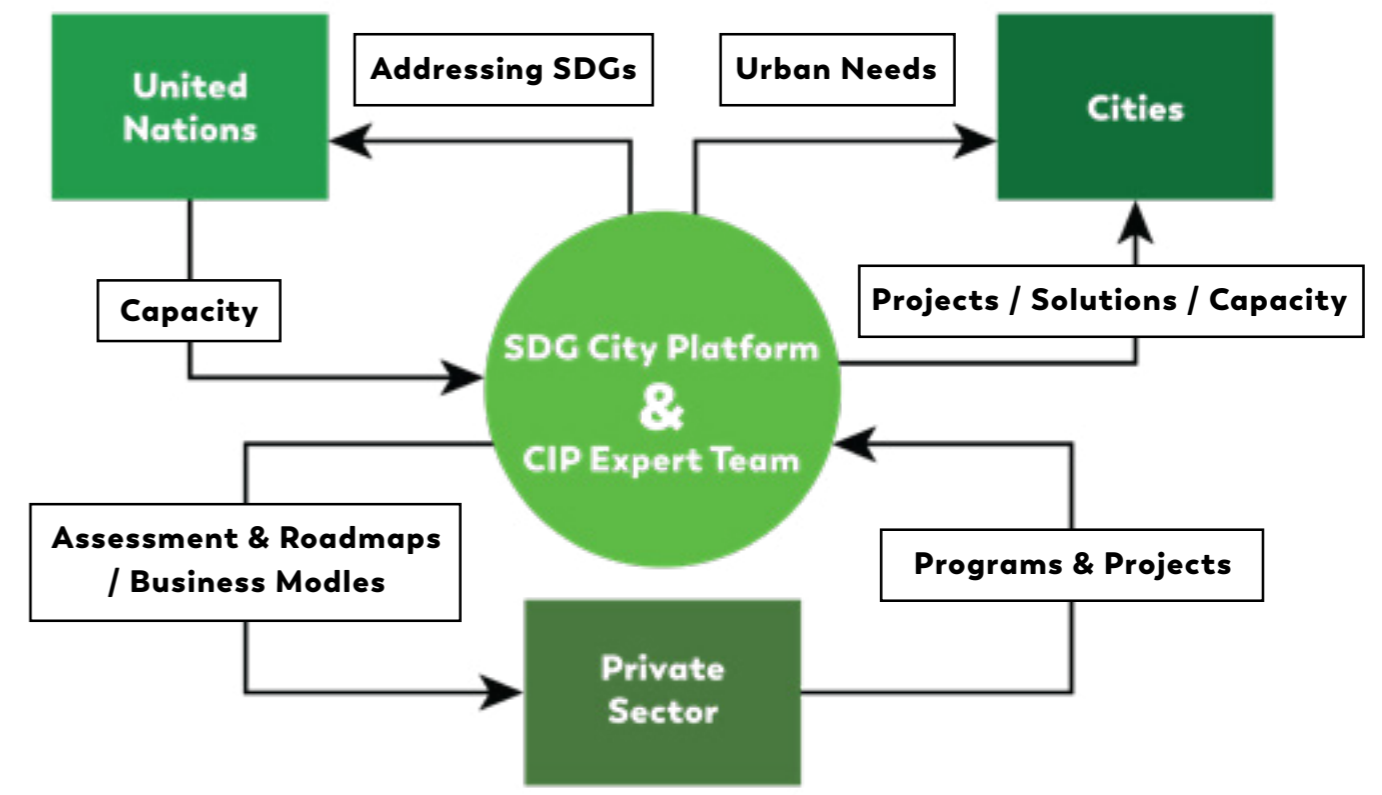 United
Nations
Addressing SDGs
Urban Needs
Cities
Capacity
Projects / Solutions / Capacity
SDG City Platform
&
CIP Expert Team
Assessment & Roadmaps
/ Business Modles
Programs & Projects
Private
Sector